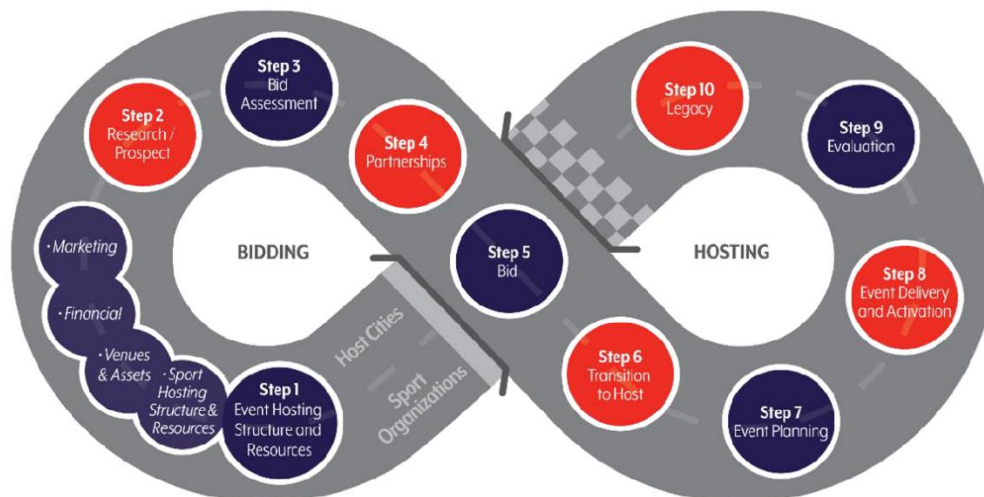 Step 1
Event Hosting
Structure and
Resources
· Sport
Hosting
Structure &
Resources
· Venues
& Assets
· Financial
· Marketing
Step 2
Research /
Prospect
Step 3
Bid
Assessment
Step 4
Partnerships
Step 5
Bid
BIDDING
Host Cities
Sport
Organizations
Step 6
Transition
to Host
Step 7
Event Planning
Step 8
Event Delivery
and Activation
Step 9
Evaluation
Step 10
Legacy
HOSTING